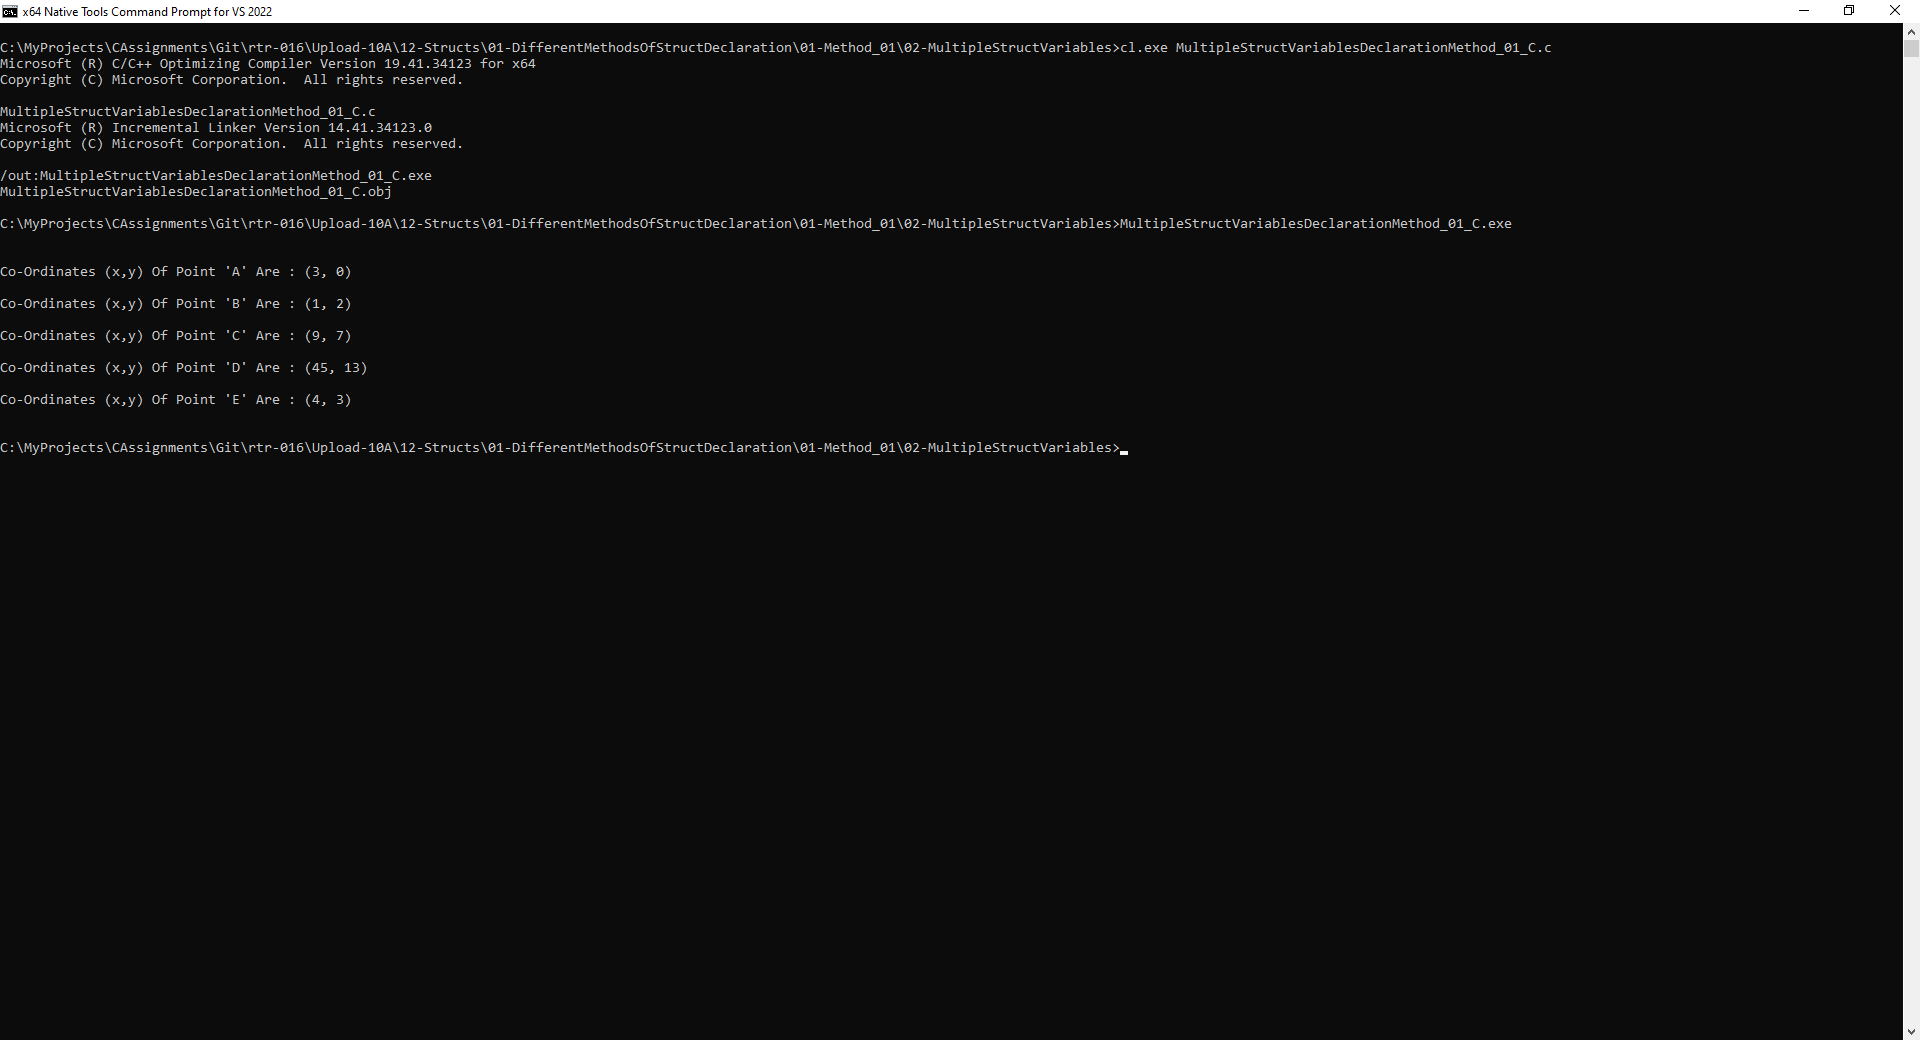 x64 Native Tools Command Prompt for VS 2022
C:\MyProjects\CAssignments\Git\rtr-016\Upload-10A\12-Structs\01-DifferentMethodsOfStructDeclaration\01-Method_01\02-MultipleStructVariables>cl.exe MultipleStructVariablesDeclarationMethod_01_C.c
Microsoft (R) C/C++ Optimizing Compiler Version 19.41.34123 for x64
Copyright (C) Microsoft Corporation.  All rights reserved.
MultipleStructVariablesDeclarationMethod_01_C.c
Microsoft (R) Incremental Linker Version 14.41.34123.0
Copyright (C) Microsoft Corporation.  All rights reserved.
/out:MultipleStructVariablesDeclarationMethod_01_C.exe
MultipleStructVariablesDeclarationMethod_01_C.obj
C:\MyProjects\CAssignments\Git\rtr-016\Upload-10A\12-Structs\01-DifferentMethodsOfStructDeclaration\01-Method_01\02-MultipleStructVariables>MultipleStructVariablesDeclarationMethod_01_C.exe
Co-Ordinates (x,y) Of Point 'A' Are : (3, 0)
Co-Ordinates (x,y) Of Point 'B' Are : (1, 2)
Co-Ordinates (x,y) Of Point 'C' Are : (9, 7)
Co-Ordinates (x,y) Of Point 'D' Are : (45, 13)
Co-Ordinates (x,y) Of Point 'E' Are : (4, 3)
C:\MyProjects\CAssignments\Git\rtr-016\Upload-10A\12-Structs\01-DifferentMethodsOfStructDeclaration\01-Method_01\02-MultipleStructVariables>